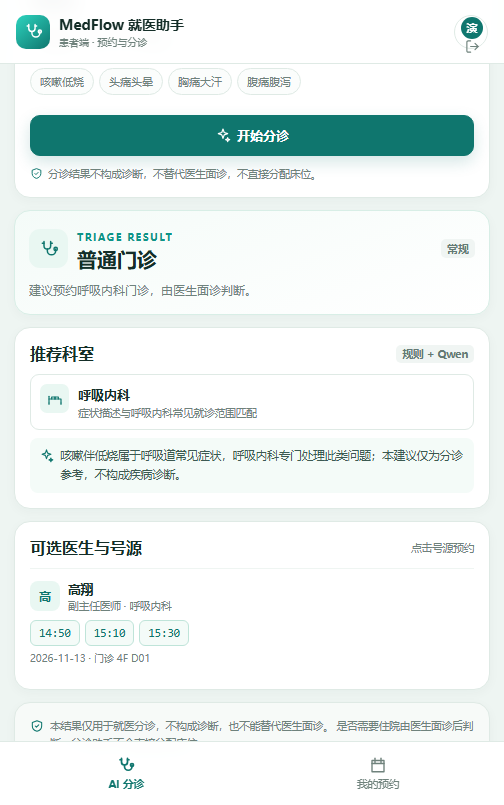 MedFlow 就医助手
患者端 · 预约与分诊
演
咳嗽低烧
头痛头晕
胸痛大汗
腹痛腹泻
开始分诊
分诊结果不构成诊断，不替代医生面诊，不直接分配床位。
TRIAGE RESULT
普通门诊
常规
建议预约呼吸内科门诊，由医生面诊判断。
推荐科室
规则 + Qwen
呼吸内科
症状描述与呼吸内科常见就诊范围匹配
咳嗽伴低烧属于呼吸道常见症状，呼吸内科专门处理此类问题；本建议仅为分诊
参考，不构成疾病诊断。
可选医生与号源
点击号源预约
高
高翔
副主任医师 · 呼吸内科
14:50
15:10
15:30
2026-11-13 · 门诊 4F D01
本结果仅用于就医分诊，不构成诊断，也不能替代医生面诊。 是否需要住院由医生面诊后判
AI 分诊
我的预约